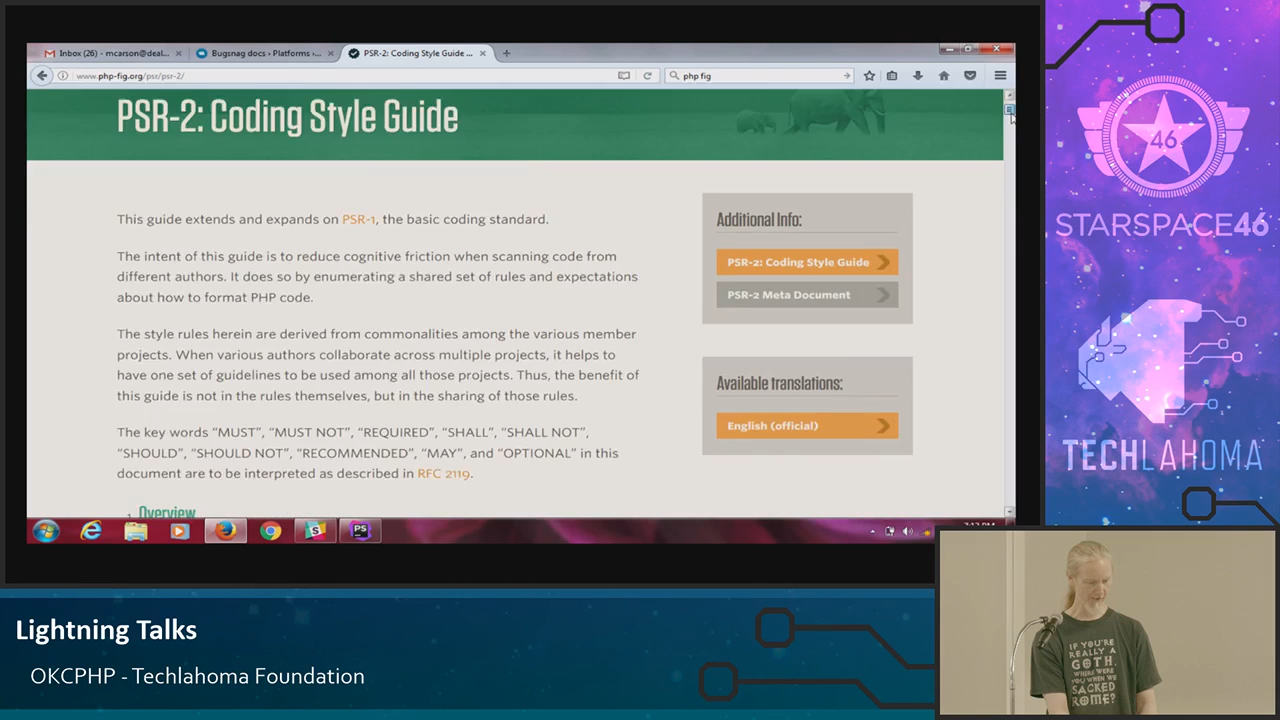 Inbox (26) - mcarson@deal...
Bugsnag docs › Platforms ›...
PSR-2: Coding Style Guide ...
www.php-fig.org/psr/psr-2/
php fig
PSR-2: Coding Style Guide
This guide extends and expands on PSR-1, the basic coding standard.
The intent of this guide is to reduce cognitive friction when scanning code from
different authors. It does so by enumerating a shared set of rules and expectations
about how to format PHP code.
The style rules herein are derived from commonalities among the various member
projects. When various authors collaborate across multiple projects, it helps to
have one set of guidelines to be used among all those projects. Thus, the benefit of
this guide is not in the rules themselves, but in the sharing of those rules.
The key words “MUST”, “MUST NOT”, “REQUIRED”, “SHALL”, “SHALL NOT”,
“SHOULD”, “SHOULD NOT”, “RECOMMENDED”, “MAY”, and “OPTIONAL” in this
document are to be interpreted as described in RFC 2119.
1. Overview
Additional Info:
PSR-2: Coding Style Guide
PSR-2 Meta Document
Available translations:
English (official)
PS
46
STARSPACE46
TECHLAHOMA
Lightning Talks
OKCPHP - Techlahoma Foundation
IF YOU'RE
REALLY A
GOTH,
WHERE WERE
YOU WHEN WE
SACKED
ROME?